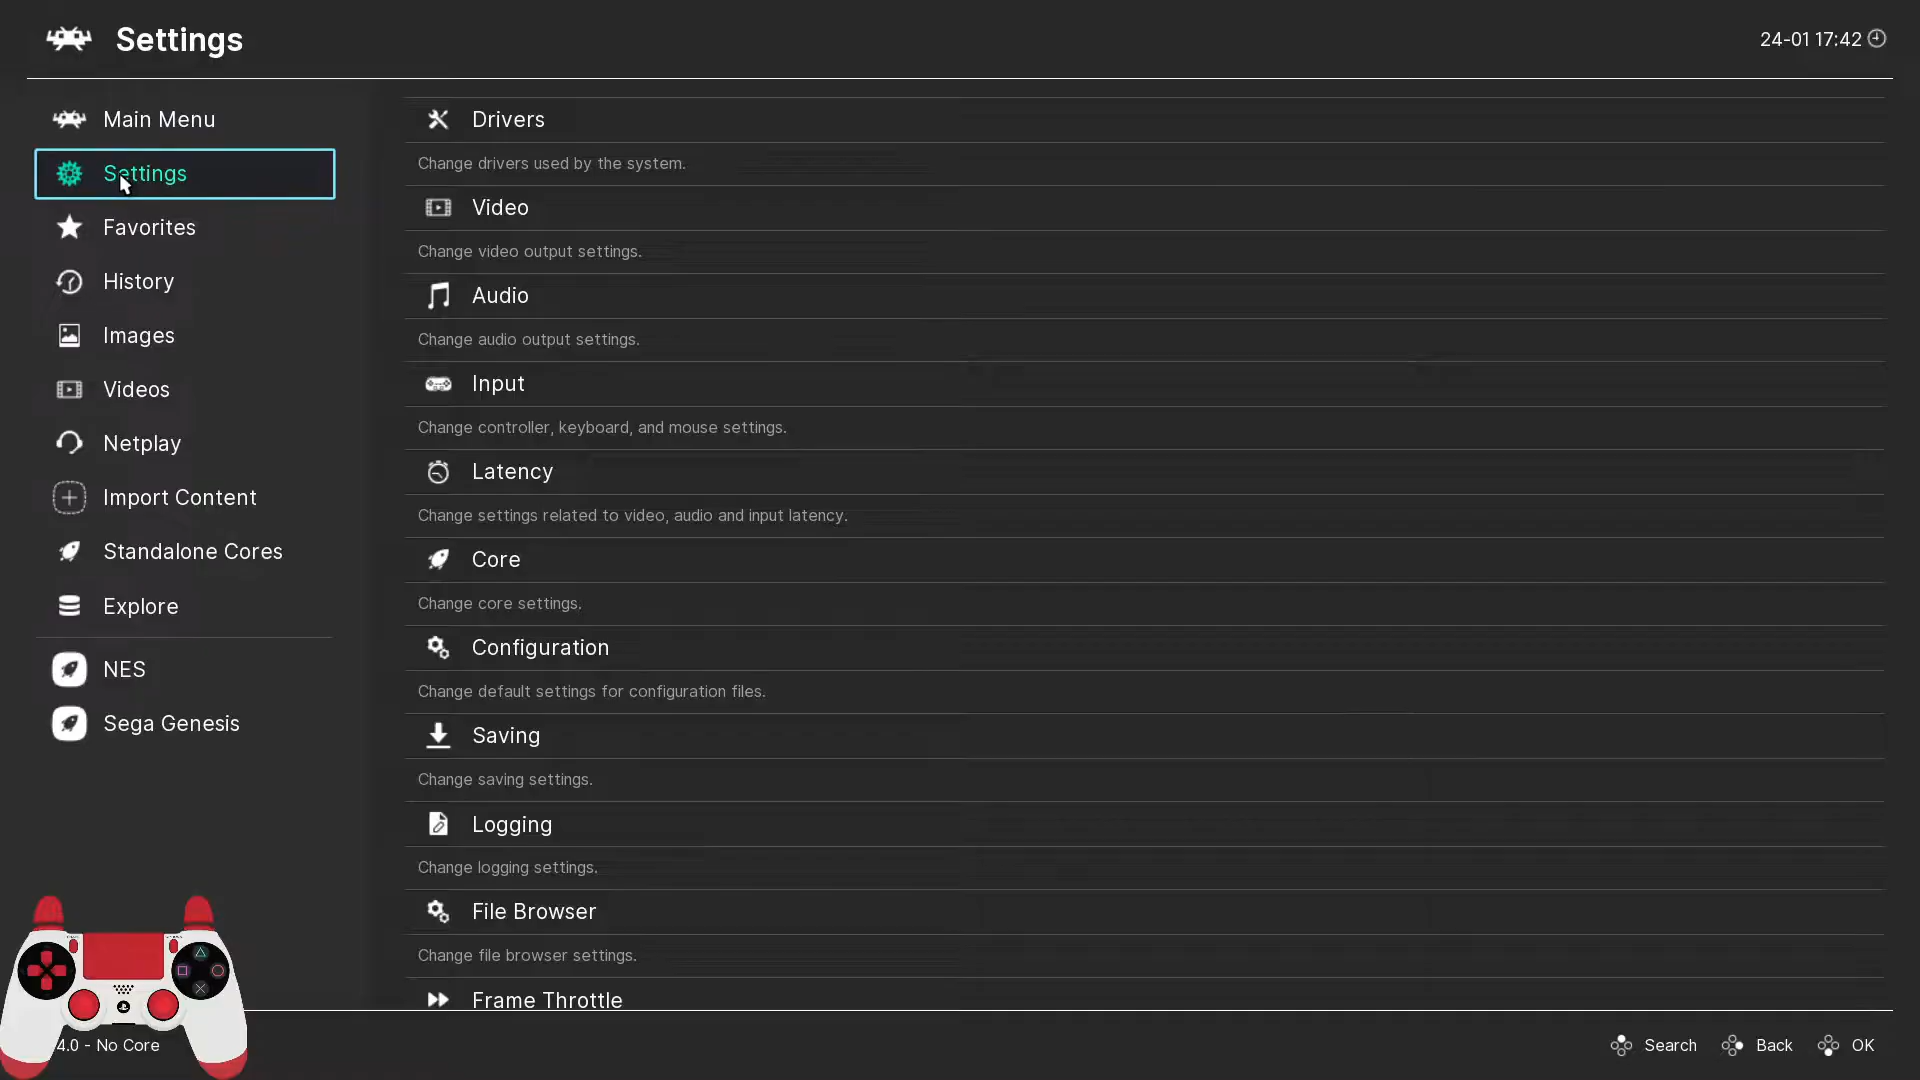 Settings
24-01 17:42
Main Menu
Settings
Favorites
History
Images
Videos
Netplay
Import Content
Standalone Cores
Explore
NES
Sega Genesis
Drivers
Change drivers used by the system.
Video
Change video output settings.
Audio
Change audio output settings.
Input
Change controller, keyboard, and mouse settings.
Latency
Change settings related to video, audio and input latency.
Core
Change core settings.
Configuration
Change default settings for configuration files.
Saving
Change saving settings.
Logging
Change logging settings.
File Browser
Change file browser settings.
Frame Throttle
4.0 - No Core
Search
Back
OK